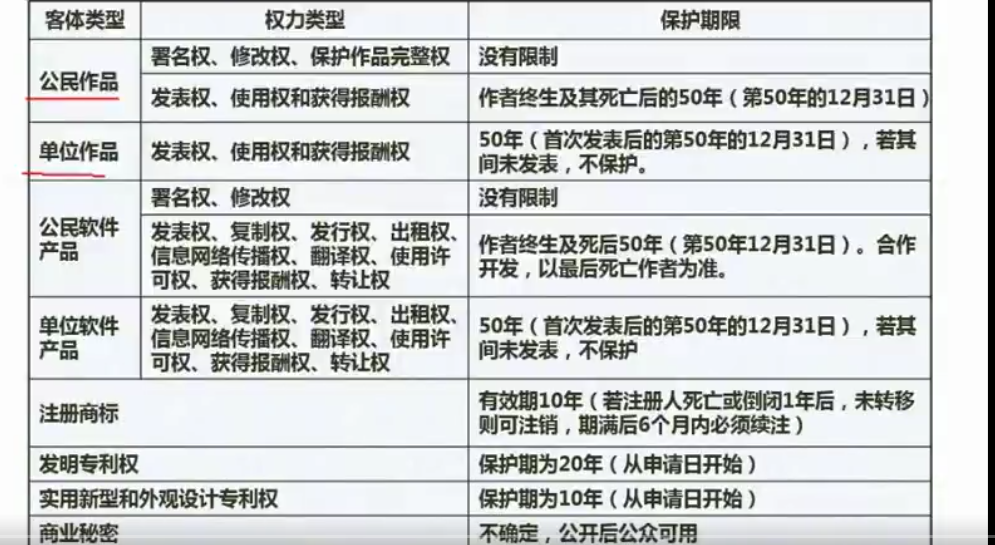 客体类型 权力类型 保护期限
公民作品
署名权、修改权、保护作品完整权 没有限制
发表权、使用权和获得报酬权 作者终生及其死亡后的50年（第50年的12月31日）
单位作品
发表权、使用权和获得报酬权
50年（首次发表后的第50年的12月31日），若其
间未发表，不保护。
公民软件
产品
署名权、修改权 没有限制
发表权、复制权、发行权、出租权、
信息网络传播权、翻译权、使用许
可权、获得报酬权、转让权
作者终生及死后50年（第50年12月31日）。合作
开发，以最后死亡作者为准。
单位软件
产品
发表权、复制权、发行权、出租权、
信息网络传播权、翻译权、使用许
可权、获得报酬权、转让权
50年（首次发表后的第50年的12月31日），若其
间未发表，不保护
注册商标
有效期10年（若注册人死亡或倒闭1年后，未转移
则可注销，期满后6个月内必须续注）
发明专利权 保护期为20年（从申请日开始）
实用新型和外观设计专利权 保护期为10年（从申请日开始）
商业秘密 不确定，公开后公众可用